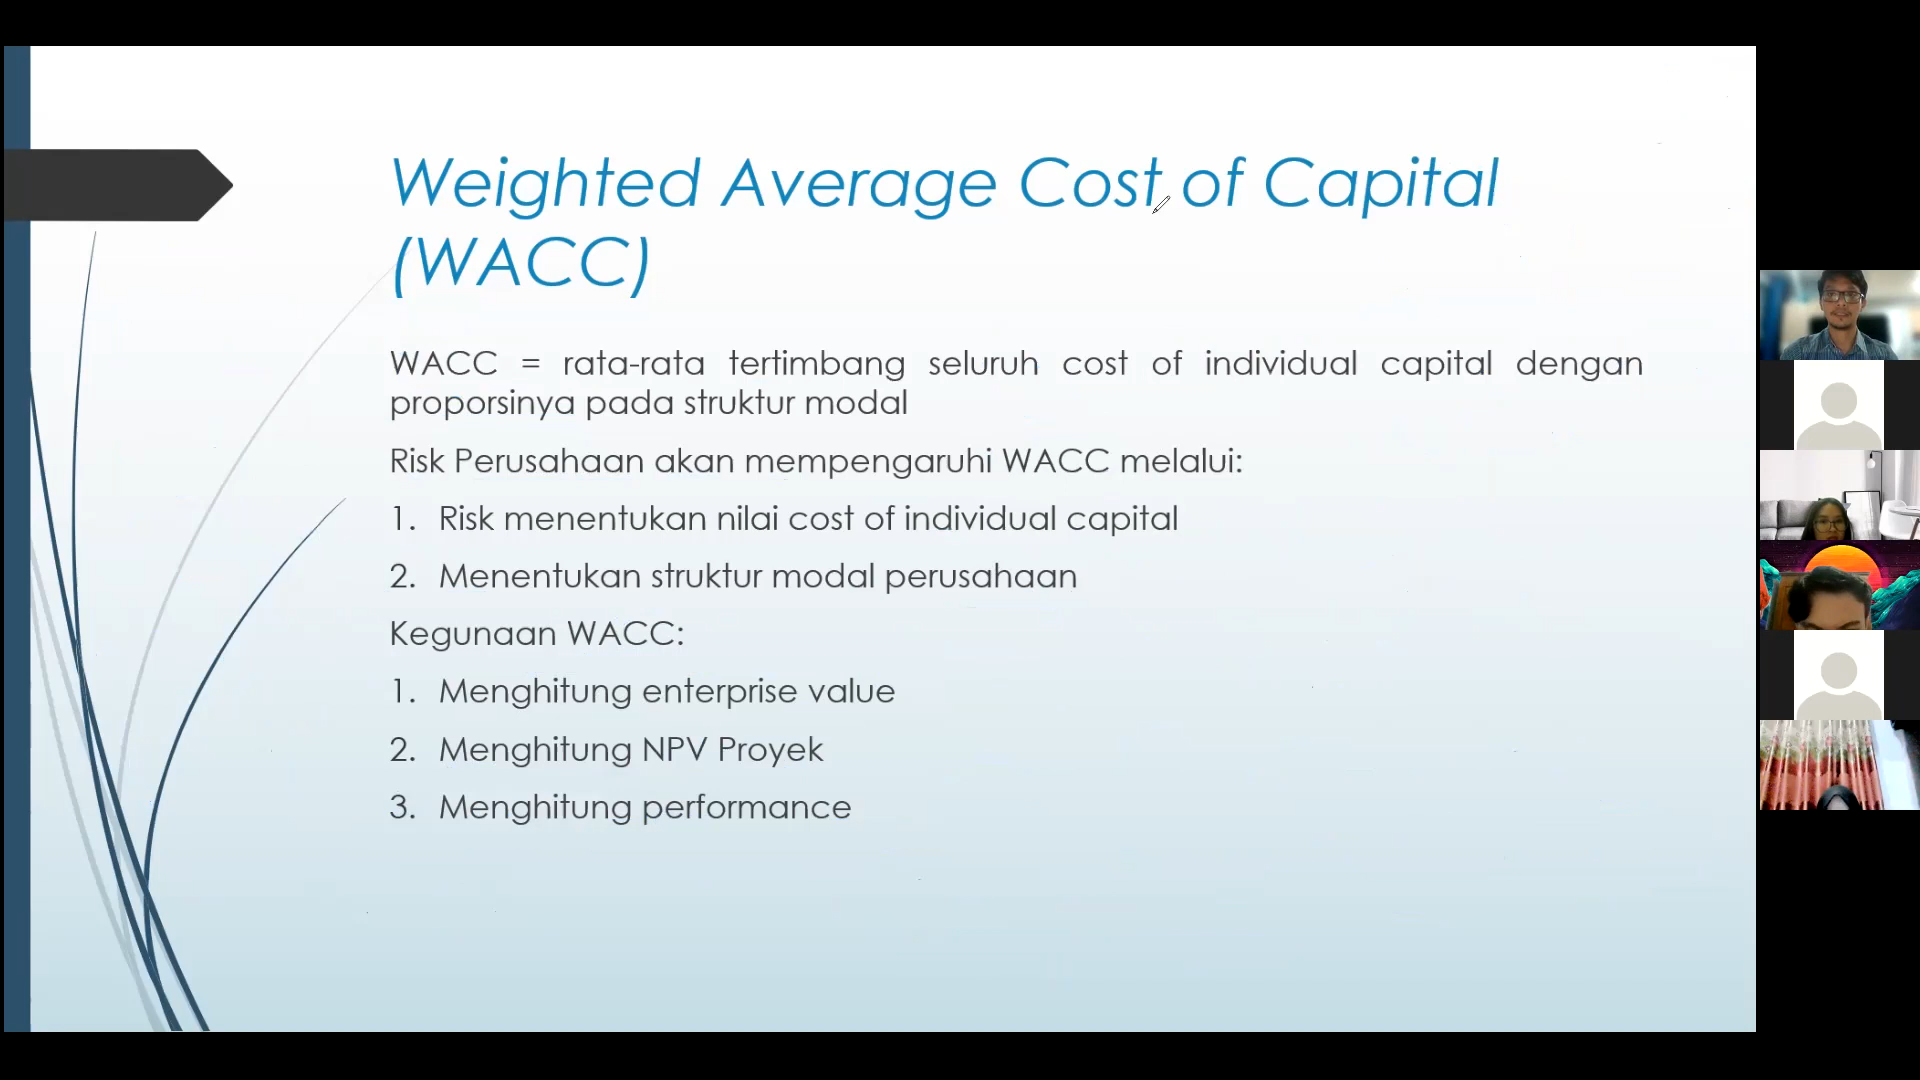 Weighted Average Cost of Capital
(WACC)
WACC = rata-rata tertimbang seluruh cost of individual capital dengan
proporsinya pada struktur modal
Risk Perusahaan akan mempengaruhi WACC melalui:
1. Risk menentukan nilai cost of individual capital
2. Menentukan struktur modal perusahaan
Kegunaan WACC:
1. Menghitung enterprise value
2. Menghitung NPV Proyek
3. Menghitung performance